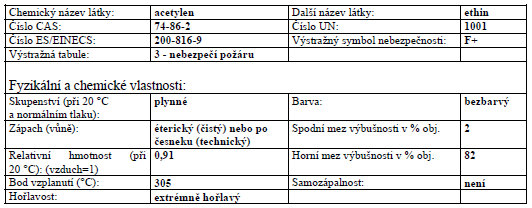 Chemický název látky: acetylen Další název látky: ethin
Číslo CAS: 74-86-2 Číslo UN: 1001
Číslo ES/EINECS: 200-816-9 Výstražný symbol nebezpečnosti: F+
Výstražná tabule: 3 - nebezpečí požáru
Fyzikální a chemické vlastnosti:
Skupenství (při 20 °C plynné Barva: bezbarvý
a normálním tlaku):
Zápach (vůně): éterický (čistý) nebo po Spodní mez výbušnosti v % obj. 2
česneku (technický)
Relativní hmotnost (při 0,91 Horní mez výbušnosti v % obj. 82
20 °C): (vzduch=1)
Bod vzplanutí (°C): 305 Samozápalnost: není
Hořlavost: extrémně hořlavý